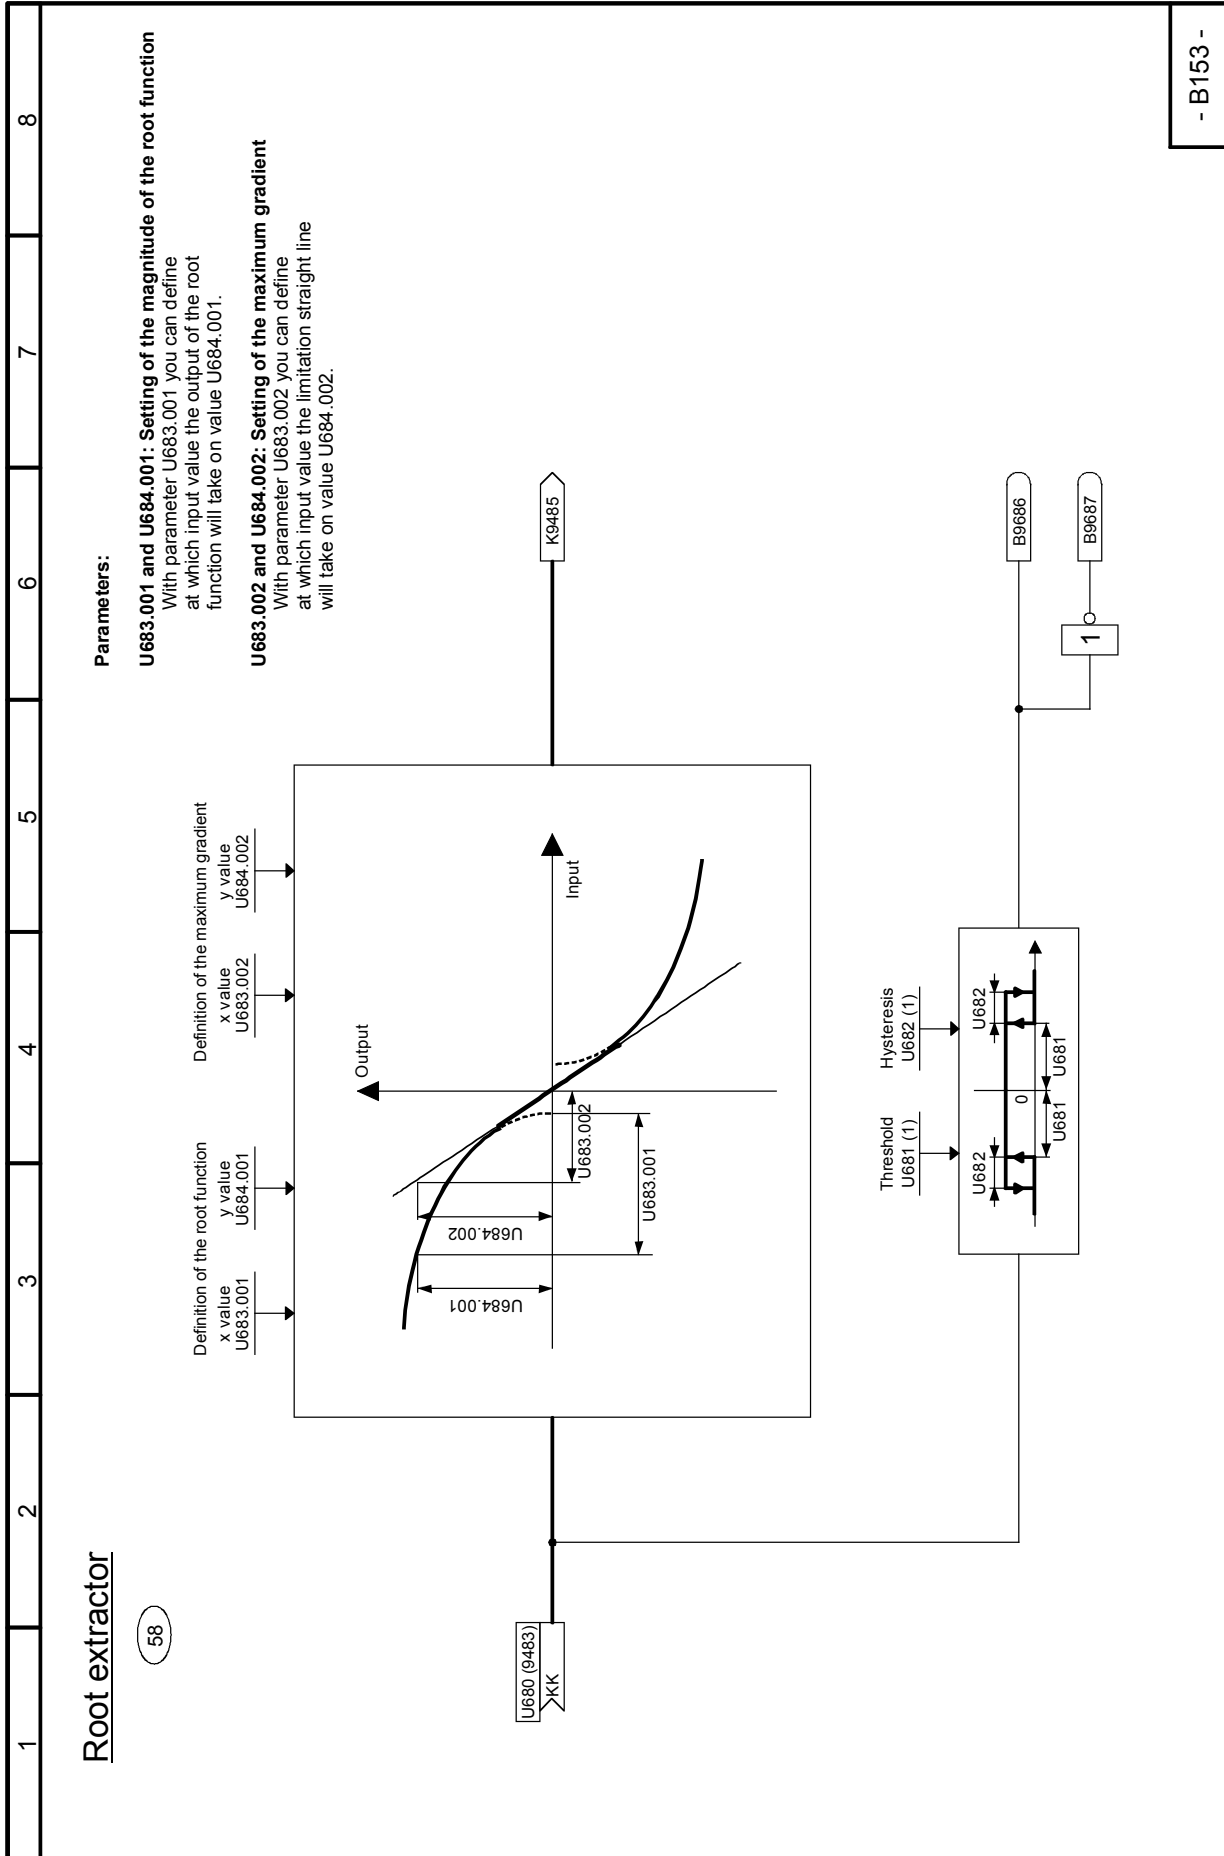 1
2
3
4
5
6
7
8
Root extractor
58
Parameters:
U683.001 and U684.001: Setting of the magnitude of the root function
With parameter U683.001 you can define
at which input value the output of the root
function will take on value U684.001.
U683.002 and U684.002: Setting of the maximum gradient
With parameter U683.002 you can define
at which input value the limitation straight line
will take on value U684.002.
Definition of the root function
x value
U683.001
y value
U684.001
Definition of the maximum gradient
x value
U683.002
y value
U684.002
Output
Input
U684.001
U684.002
U683.002
U683.001
U680 (9483)
KK
K9485
Threshold
U681 (1)
Hysteresis
U682 (1)
U682
U682
0
U681
U681
B9686
1
B9687
- B153 -